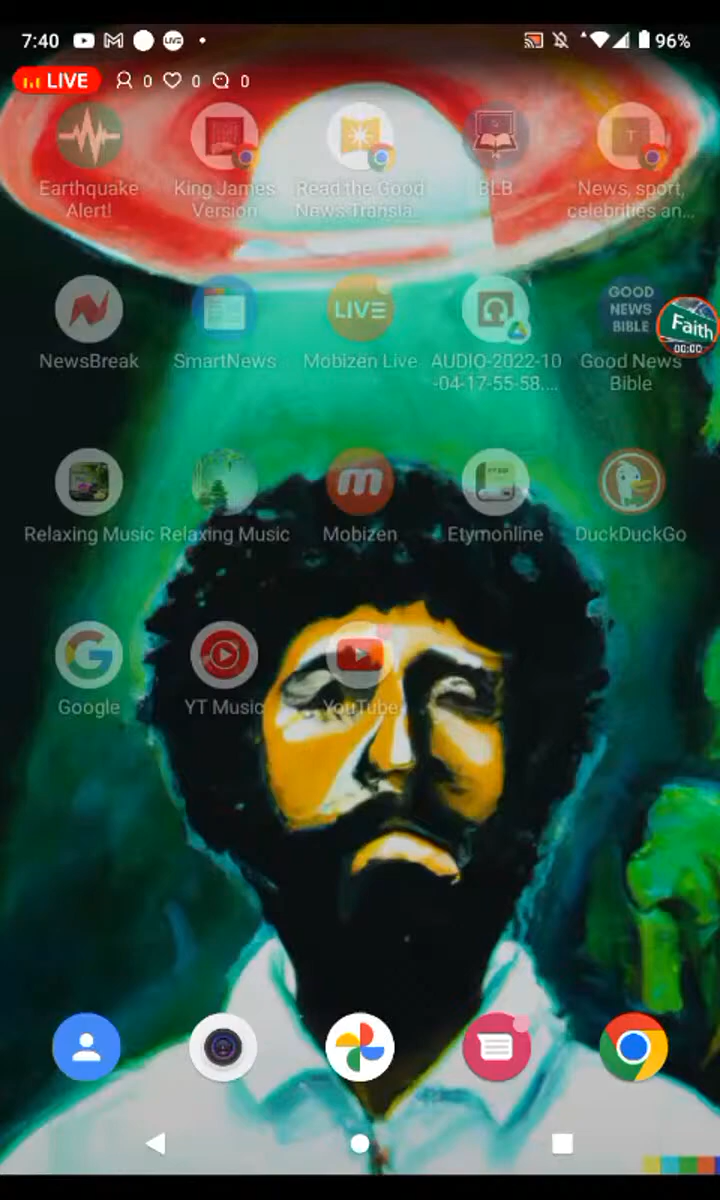 7:40 LIVE 96%
LIVE 0 0 0
Earthquake Alert!
King James Version
Read the Good News Transla...
BLB
News, sport, celebrities an...
NewsBreak
SmartNews
LIVE
Mobizen Live
AUDIO-2022-10-04-17-55-58....
GOOD
NEWS
BIBLE
Good News Bible
Faith
00:00
Relaxing Music
Relaxing Music
m
Mobizen
Etymonline
DuckDuckGo
G
Google
YT Music
YouTube